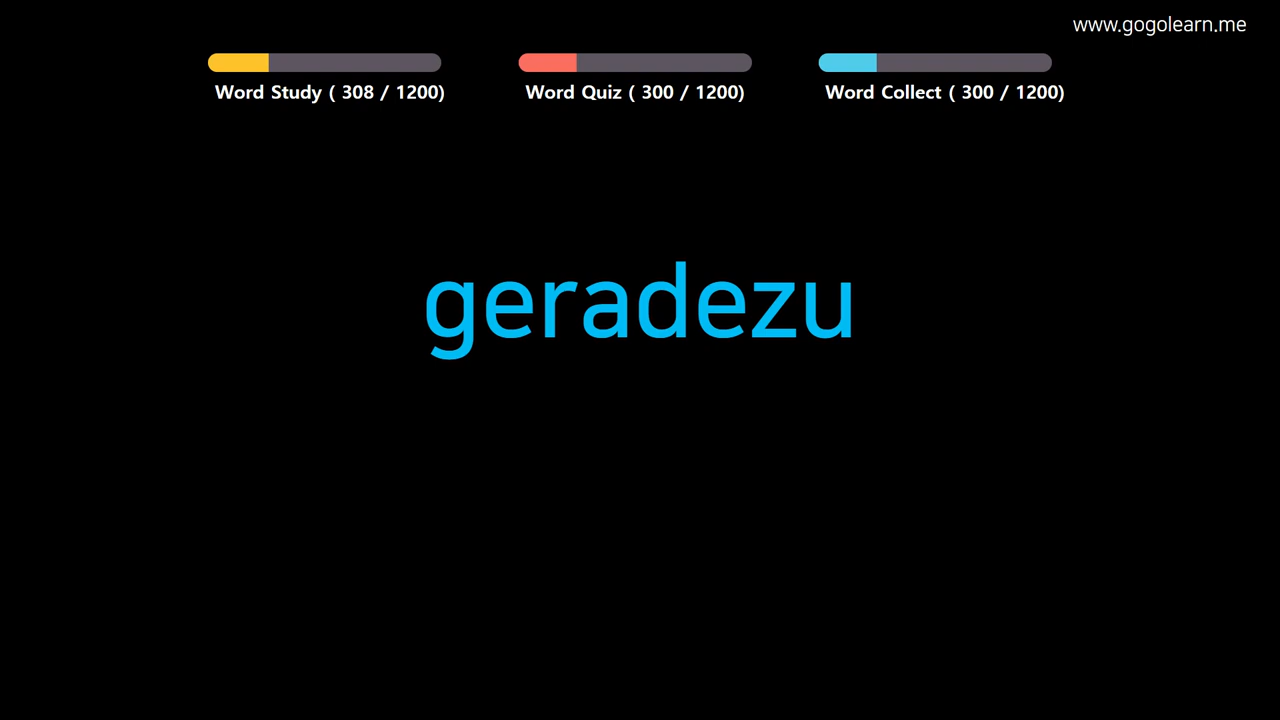 www.gogolearn.me
Word Study ( 308 / 1200)
Word Quiz ( 300 / 1200)
Word Collect ( 300 / 1200)
geradezu